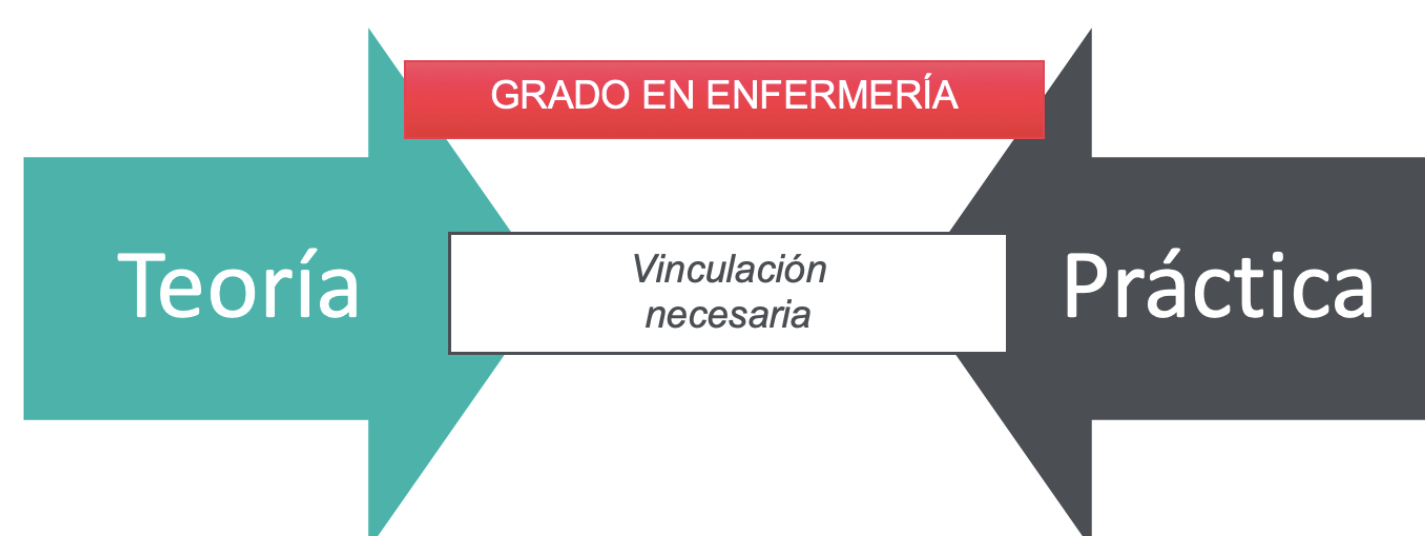 GRADO EN ENFERMERÍA
Teoría
Vinculación
necesaria
Práctica